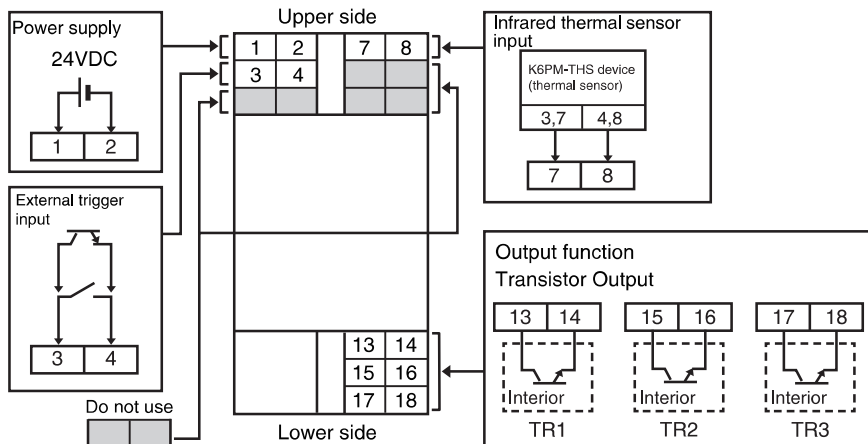 Upper side
Power supply
24VDC
1 2
External trigger
input
3 4
Do not use
1 2 7 8
3 4
13 14
15 16
17 18
Lower side
Infrared thermal sensor
input
K6PM-THS device
(thermal sensor)
3,7 4,8
7 8
Output function
Transistor Output
13 14 15 16 17 18
Interior Interior Interior
TR1 TR2 TR3